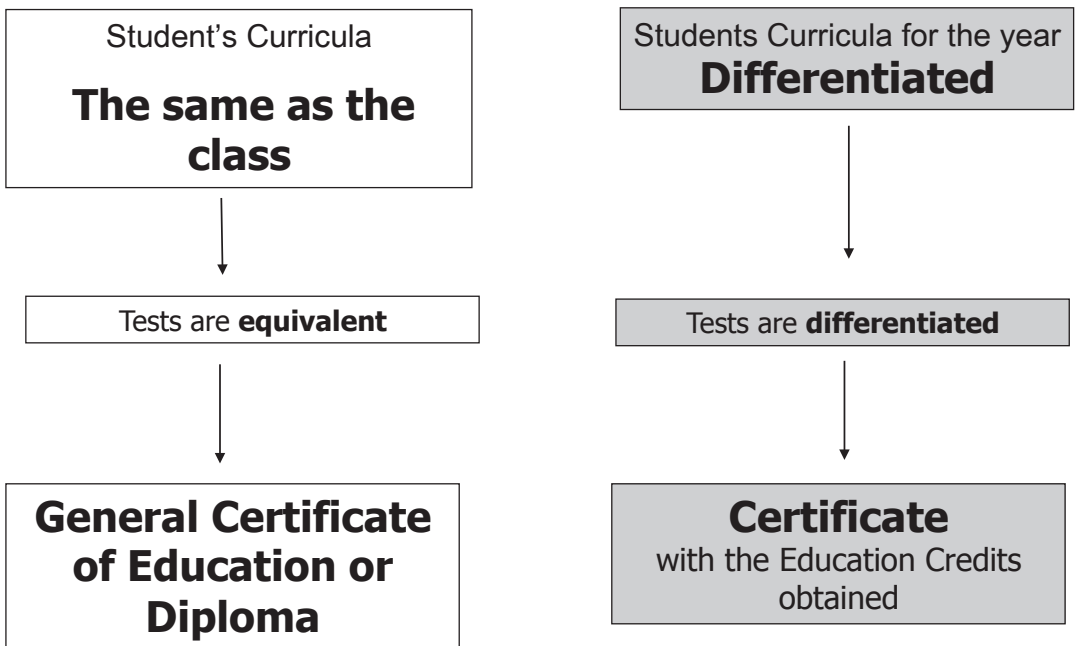 Student's Curricula
The same as the
class
Tests are equivalent
General Certificate
of Education or
Diploma
Students Curricula for the year
Differentiated
Tests are differentiated
Certificate
with the Education Credits
obtained